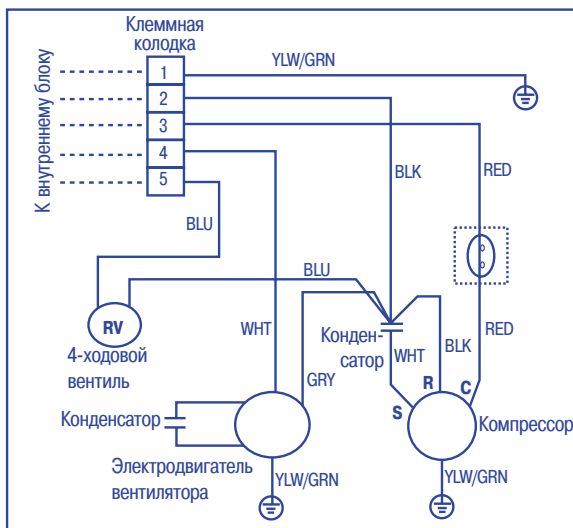 Клеммная
колодка
К внутреннему блоку
1
2
3
4
5
YLW/GRN
BLK
RED
BLU
BLU
RV
4-ходовой
вентиль
WHT
GRY
Конден-
сатор
WHT
BLK
RED
R
C
S
Конденсатор
Компрессор
Электродвигатель
вентилятора
YLW/GRN
YLW/GRN